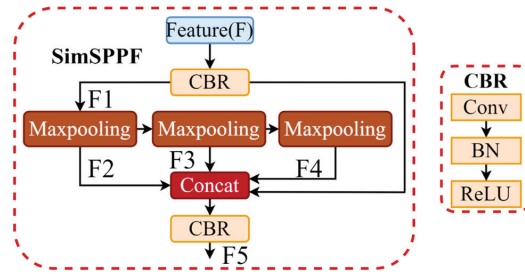 Feature(F)
SimSPPF
CBR
F1
Maxpooling
Maxpooling
Maxpooling
F2
F3
F4
Concat
CBR
F5
CBR
Conv
BN
ReLU